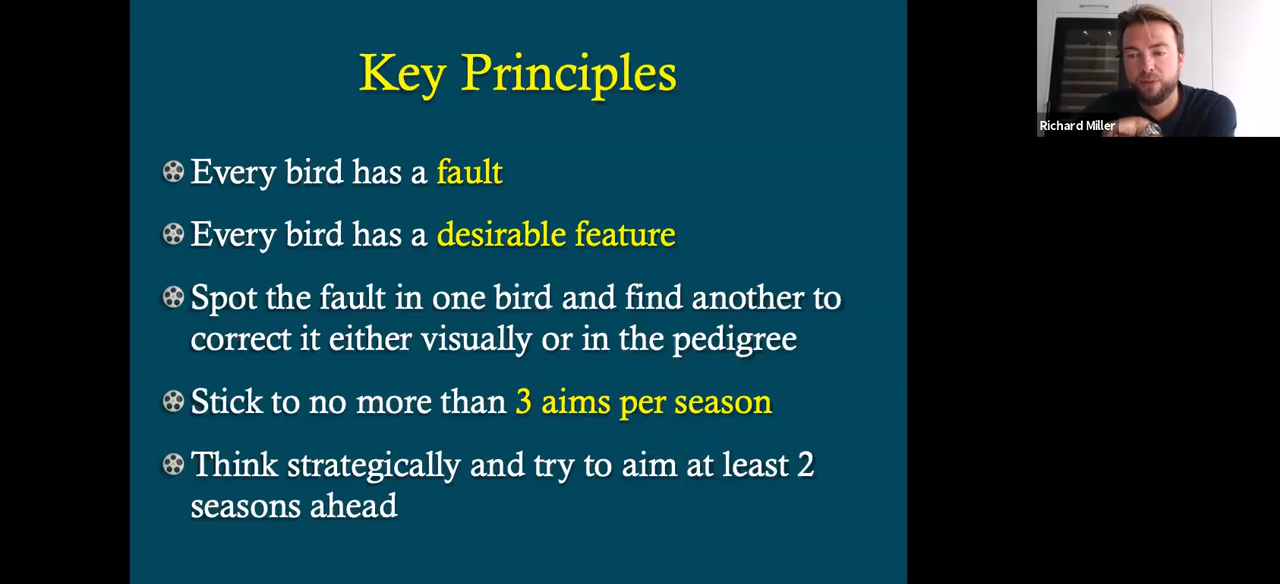 Key Principles
Every bird has a fault
Every bird has a desirable feature
Spot the fault in one bird and find another to
correct it either visually or in the pedigree
Stick to no more than 3 aims per season
Think strategically and try to aim at least 2
seasons ahead
Richard Miller